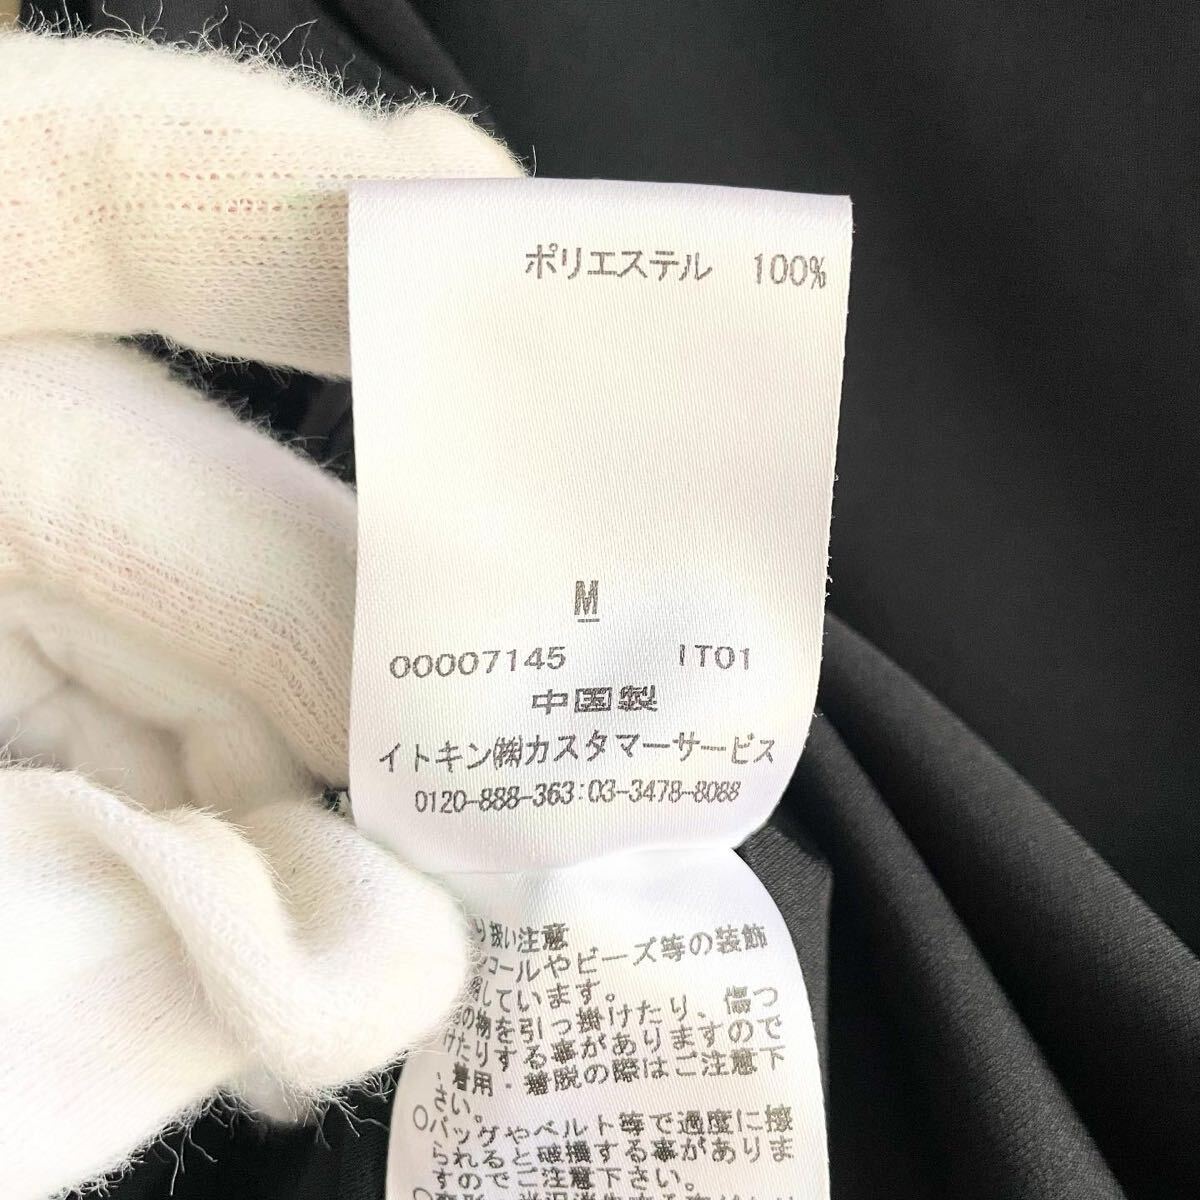 ポリエステル 100%
M
00007145 IT01
中国製
イトキン㈱カスタマーサービス
0120-888-363:03-3478-8088
り扱い注意
ンコールやビーズ等の装飾
しています。
の物を引っ掛けたり、傷つ
けたりする事がありますので
着用・着脱の際はご注意下
さい。
○バッグやベルト等で過度に擦
られると破損する事がありま
すのでご注意下さい。